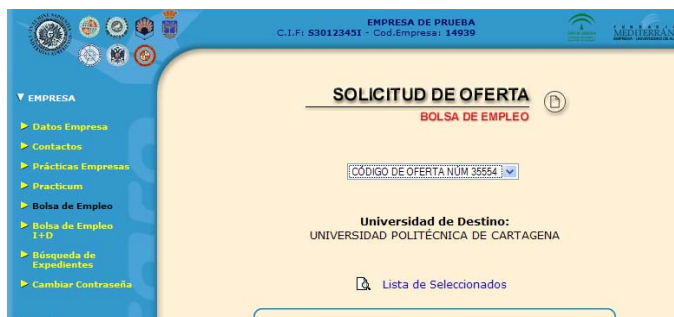 EMPRESA DE PRUEBA
C.I.F: S3012345I - Cod.Empresa: 14939
EMPRESA
Datos Empresa
Contactos
Prácticas Empresas
Practicum
Bolsa de Empleo
Bolsa de Empleo
I+D
Búsqueda de
Expedientes
Cambiar Contraseña
SOLICITUD DE OFERTA
BOLSA DE EMPLEO
CÓDIGO DE OFERTA NÚM 35554
Universidad de Destino:
UNIVERSIDAD POLITÉCNICA DE CARTAGENA
Lista de Seleccionados